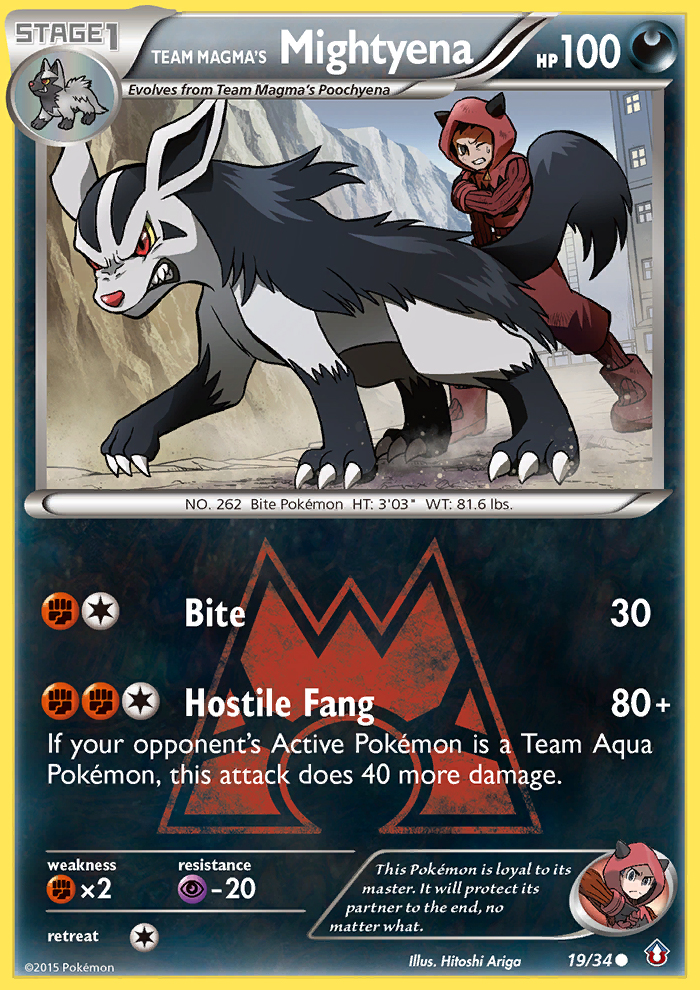 STAGE1
TEAM MAGMA'S Mightyena HP100
Evolves from Team Magma's Poochyena
NO. 262 Bite Pokémon HT: 3'03" WT: 81.6 lbs.
Bite 30
Hostile Fang 80+
If your opponent's Active Pokémon is a Team Aqua
Pokémon, this attack does 40 more damage.
weakness resistance
×2 -20
retreat
This Pokémon is loyal to its
master. It will protect its
partner to the end, no
matter what.
Illus. Hitoshi Ariga 19/34
©2015 Pokémon